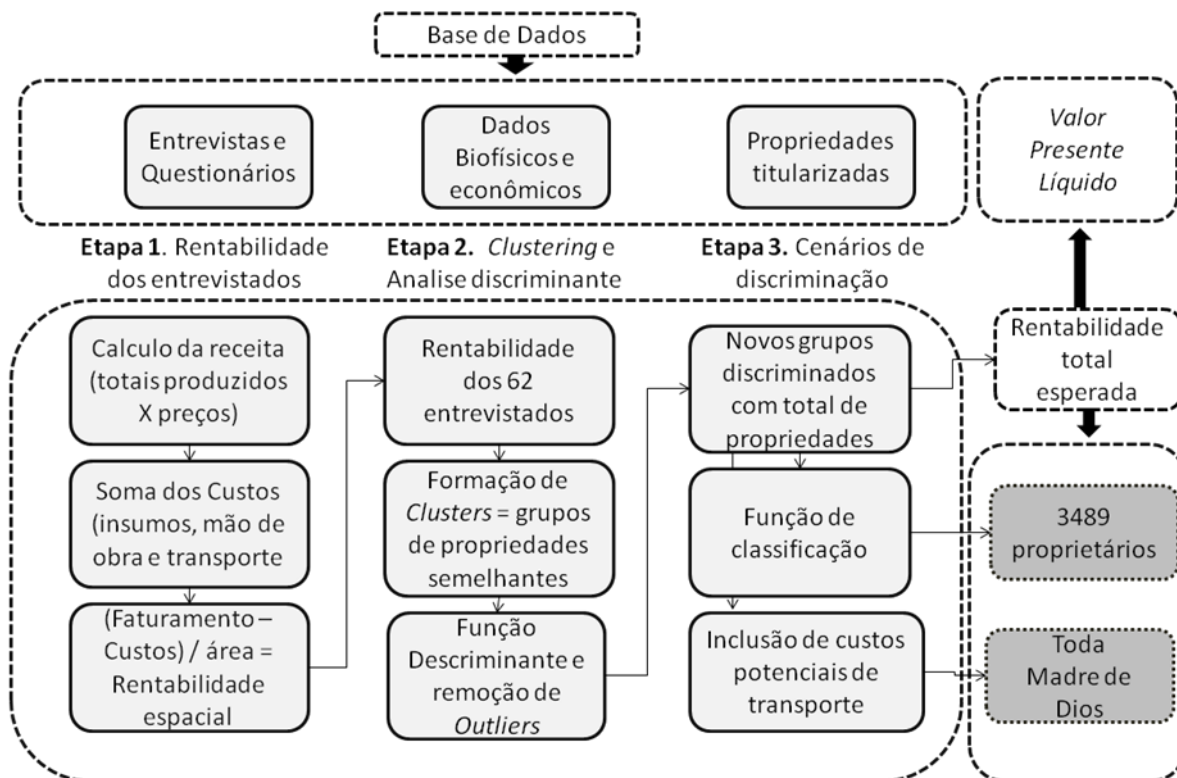 Base de Dados
Entrevistas e
Questionários
Dados
Biofísicos e
econômicos
Propriedades
titularizadas
Valor
Presente
Líquido
Etapa 1. Rentabilidade
dos entrevistados
Etapa 2. Clustering e
Analise discriminante
Etapa 3. Cenários de
discriminação
Calculo da receita
(totais produzidos
X preços)
Soma dos Custos
(insumos, mão de
obra e transporte
(Faturamento –
Custos) / área =
Rentabilidade
espacial
Rentabilidade
dos 62
entrevistados
Formação de
Clusters = grupos
de propriedades
semelhantes
Função
Descriminante e
remoção de
Outliers
Novos grupos
discriminados
com total de
propriedades
Função de
classificação
Inclusão de custos
potenciais de
transporte
Rentabilidade
total
esperada
3489
proprietários
Toda
Madre de
Dios